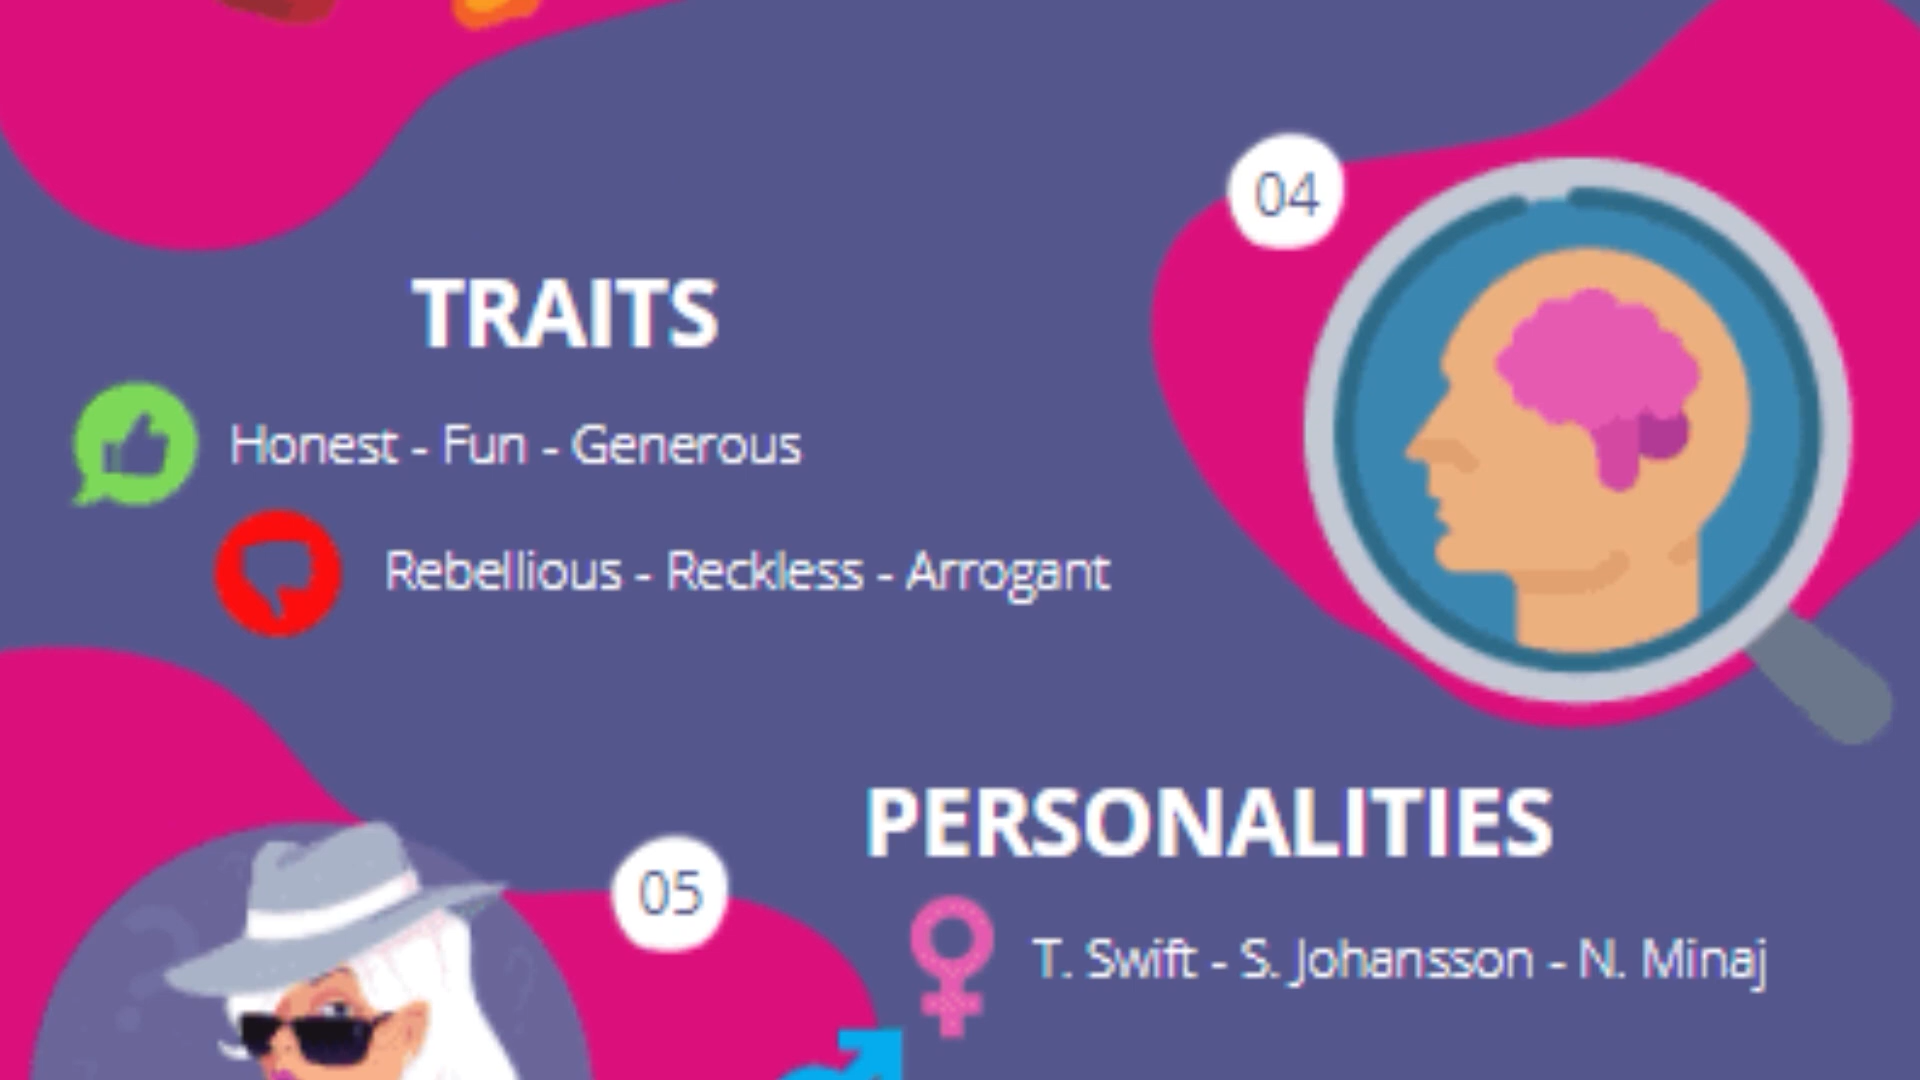 04
TRAITS
Honest - Fun - Generous
Rebellious - Reckless - Arrogant
PERSONALITIES
05
T. Swift - S. Johansson - N. Minaj